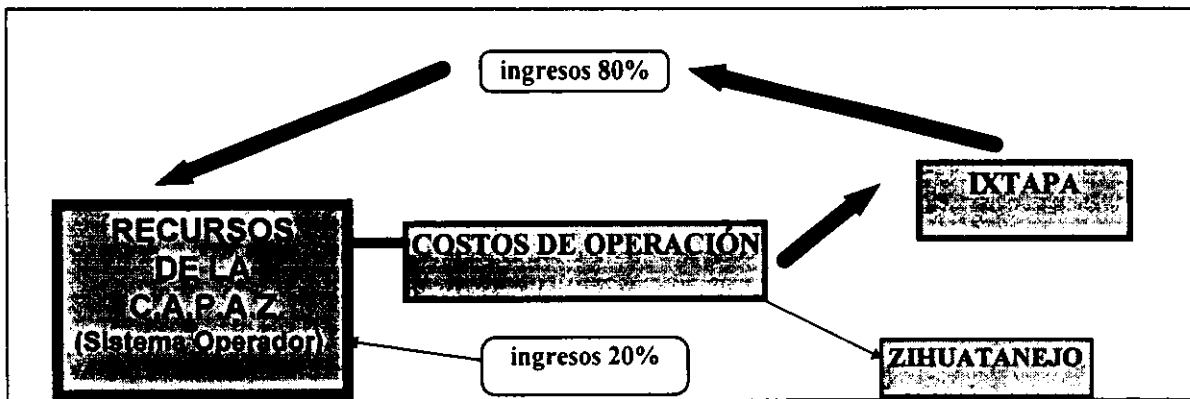 ingresos 80%
IXTAPA
RECURSOS
DE LA
C.A.P.A.Z.
(Sistema Operador)
COSTOS DE OPERACIÓN
ingresos 20%
ZIHUATANEJO